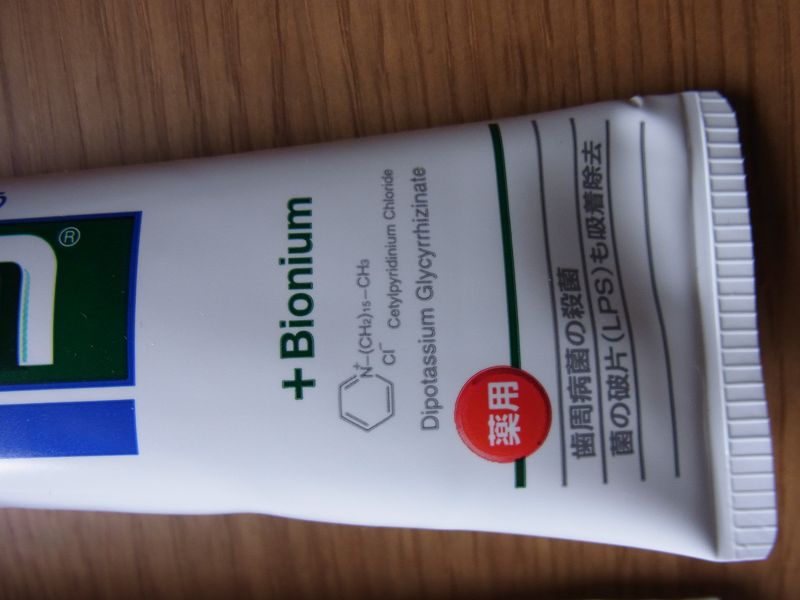 ®
+Bionium
N⁺–(CH₂)₁₅–CH₃
Cl⁻ Cetylpyridinium Chloride
Dipotassium Glycyrrhizinate
薬用
歯周病菌の殺菌
菌の破片(LPS)も吸着除去